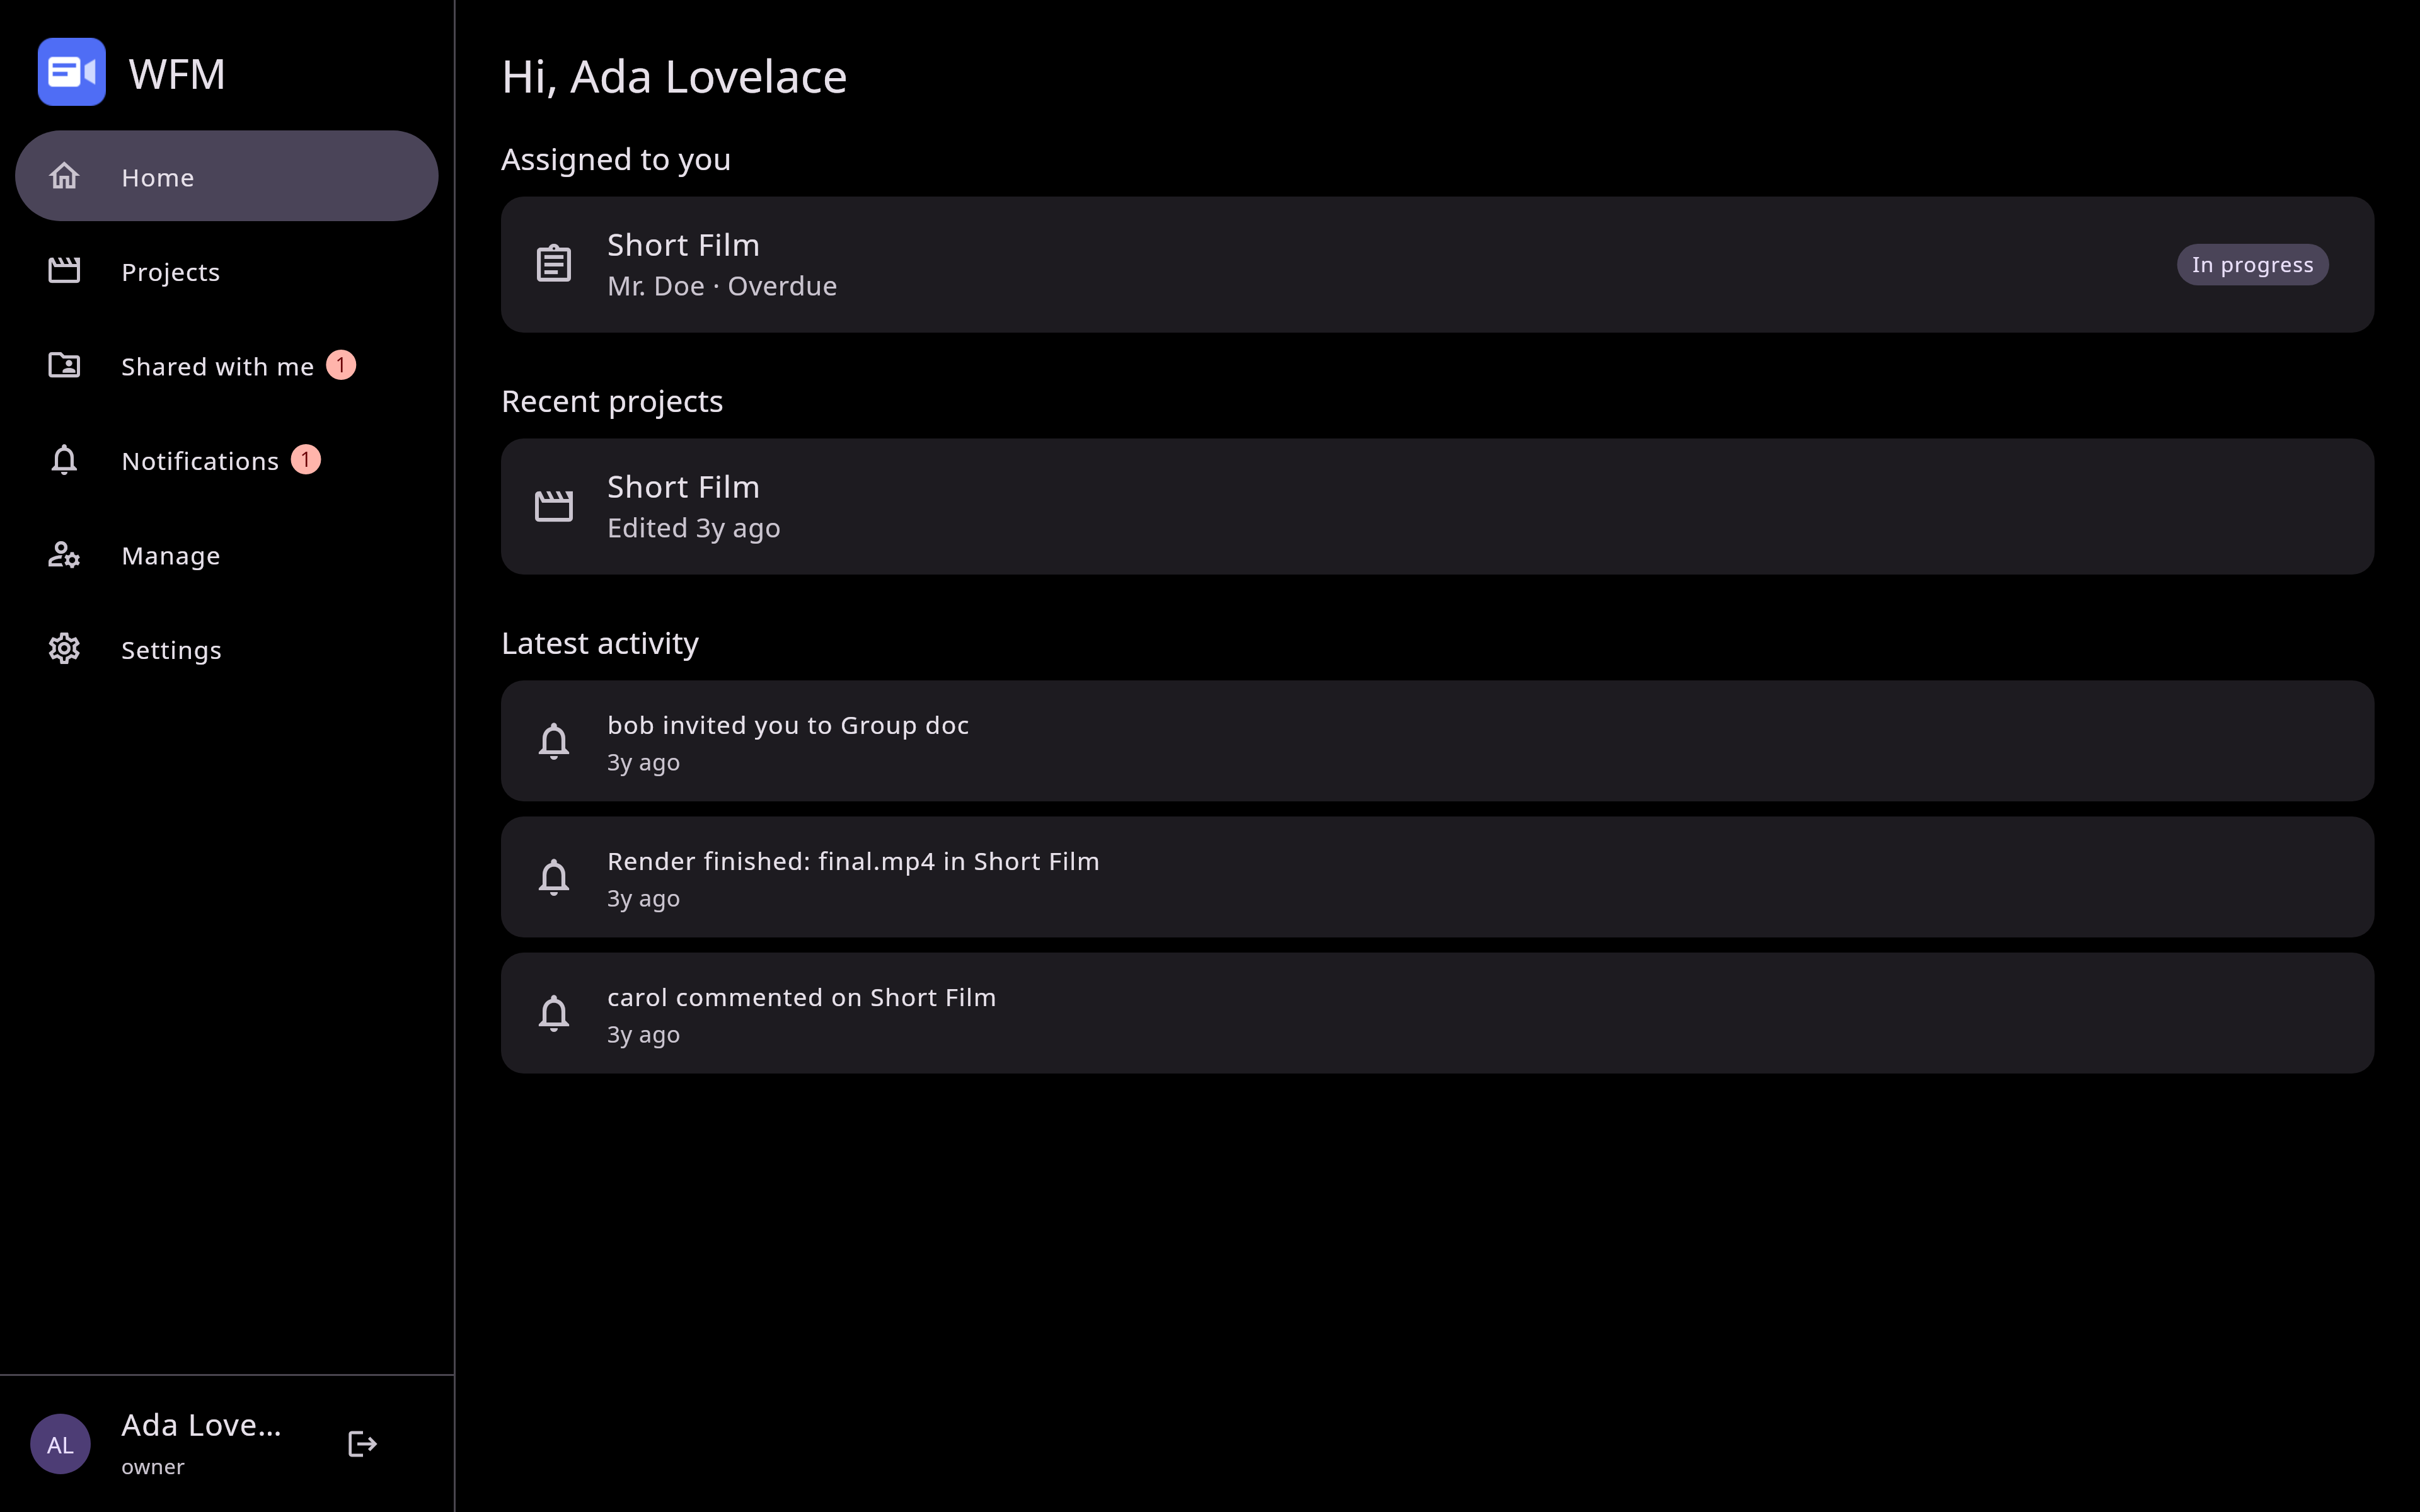 WFM
Home
Projects
Shared with me 1
Notifications 1
Manage
Settings
Ada Love...
AL
owner
Hi, Ada Lovelace
Assigned to you
Short Film
Mr. Doe · Overdue
In progress
Recent projects
Short Film
Edited 3y ago
Latest activity
bob invited you to Group doc
3y ago
Render finished: final.mp4 in Short Film
3y ago
carol commented on Short Film
3y ago